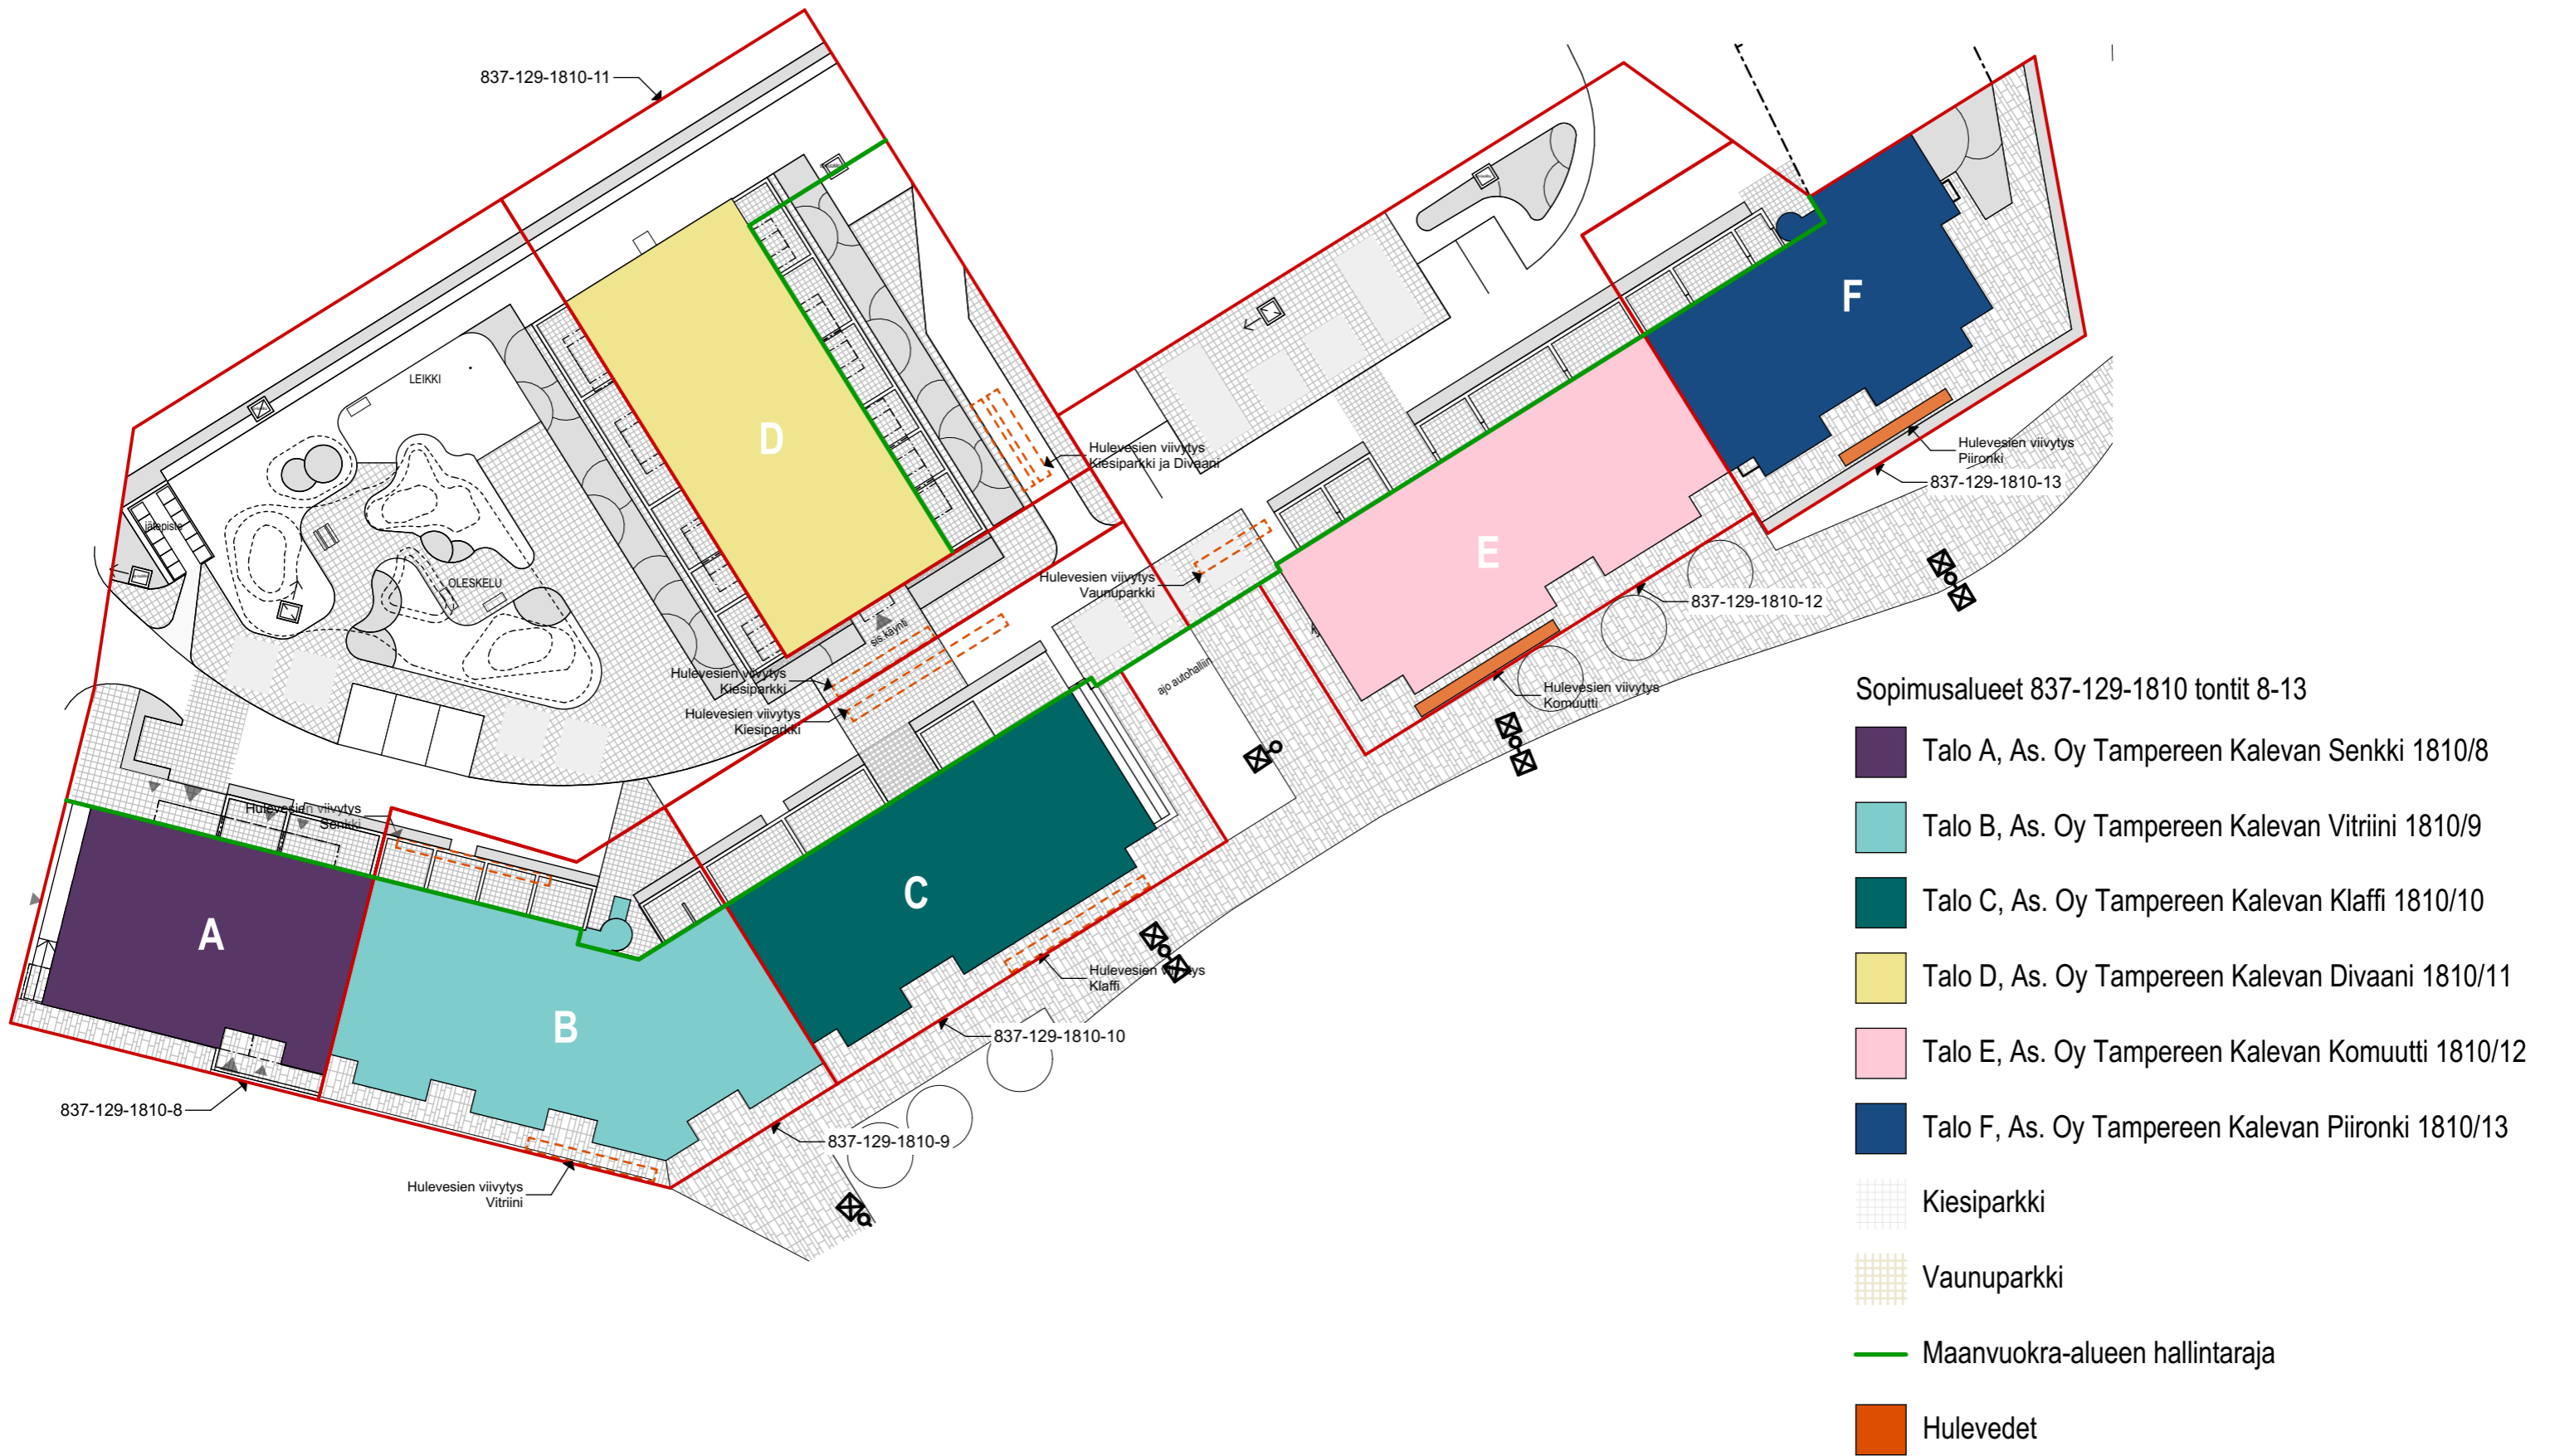 837-129-1810-11
LEIKKI
jätepiste
OLESKELU
D
F
E
Hulevesien viivytys
Kiesiparkki ja Divaani
Hulevesien viivytys
Piironki
837-129-1810-13
Hulevesien viivytys
Vaunuparkki
837-129-1810-12
sis.käynti
Hulevesien viivytys
Kiesiparkki
Hulevesien viivytys
Kiesiparkki
ajo autohalliin
Hulevesien viivytys
Komuutti
Hulevesien viivytys
Senkki
A
B
C
Hulevesien viivytys
Klaffi
837-129-1810-10
837-129-1810-8
837-129-1810-9
Hulevesien viivytys
Vitriini
Sopimusalueet 837-129-1810 tontit 8-13
Talo A, As. Oy Tampereen Kalevan Senkki 1810/8
Talo B, As. Oy Tampereen Kalevan Vitriini 1810/9
Talo C, As. Oy Tampereen Kalevan Klaffi 1810/10
Talo D, As. Oy Tampereen Kalevan Divaani 1810/11
Talo E, As. Oy Tampereen Kalevan Komuutti 1810/12
Talo F, As. Oy Tampereen Kalevan Piironki 1810/13
Kiesiparkki
Vaunuparkki
Maanvuokra-alueen hallintaraja
Hulevedet